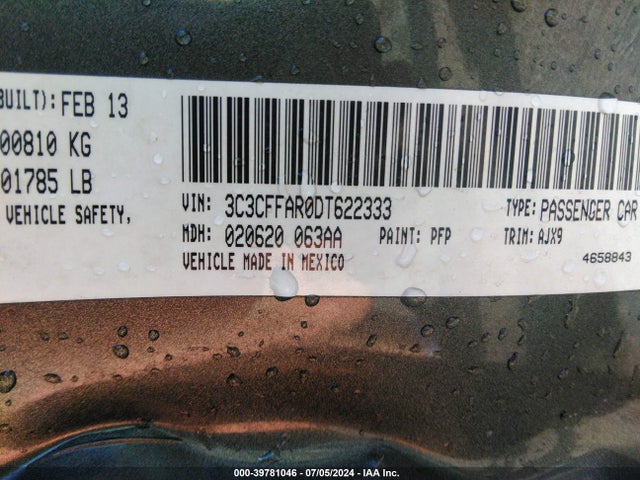 BUILT): FEB 13
00810 KG
01785 LB
VEHICLE SAFETY,
VIN: 3C3CFFAR0DT622333 TYPE: PASSENGER CAR
MDH: 020620 063AA PAINT: PFP TRIM: AJX9
VEHICLE MADE IN MEXICO 4658843
000-39781046 - 07/05/2024 - IAA Inc.